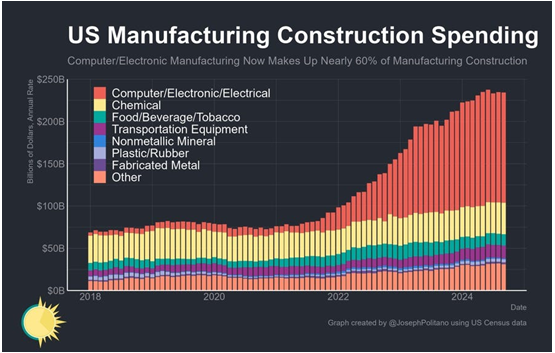 US Manufacturing Construction Spending
Computer/Electronic Manufacturing Now Makes Up Nearly 60% of Manufacturing Construction
Billions of Dollars, Annual Rate
$250B
$200B
$150B
$100B
$50B
$0B
Computer/Electronic/Electrical
Chemical
Food/Beverage/Tobacco
Transportation Equipment
Nonmetallic Mineral
Plastic/Rubber
Fabricated Metal
Other
2018
2020
2022
2024
Date
Graph created by @JosephPolitano using US Census data